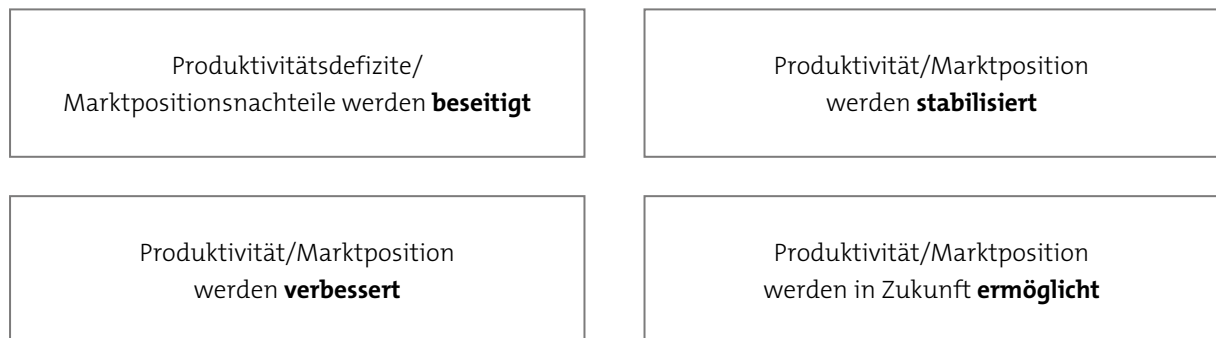 Produktivitätsdefizite/
Marktpositionsnachteile werden beseitigt
Produktivität/Marktposition
werden stabilisiert
Produktivität/Marktposition
werden verbessert
Produktivität/Marktposition
werden in Zukunft ermöglicht